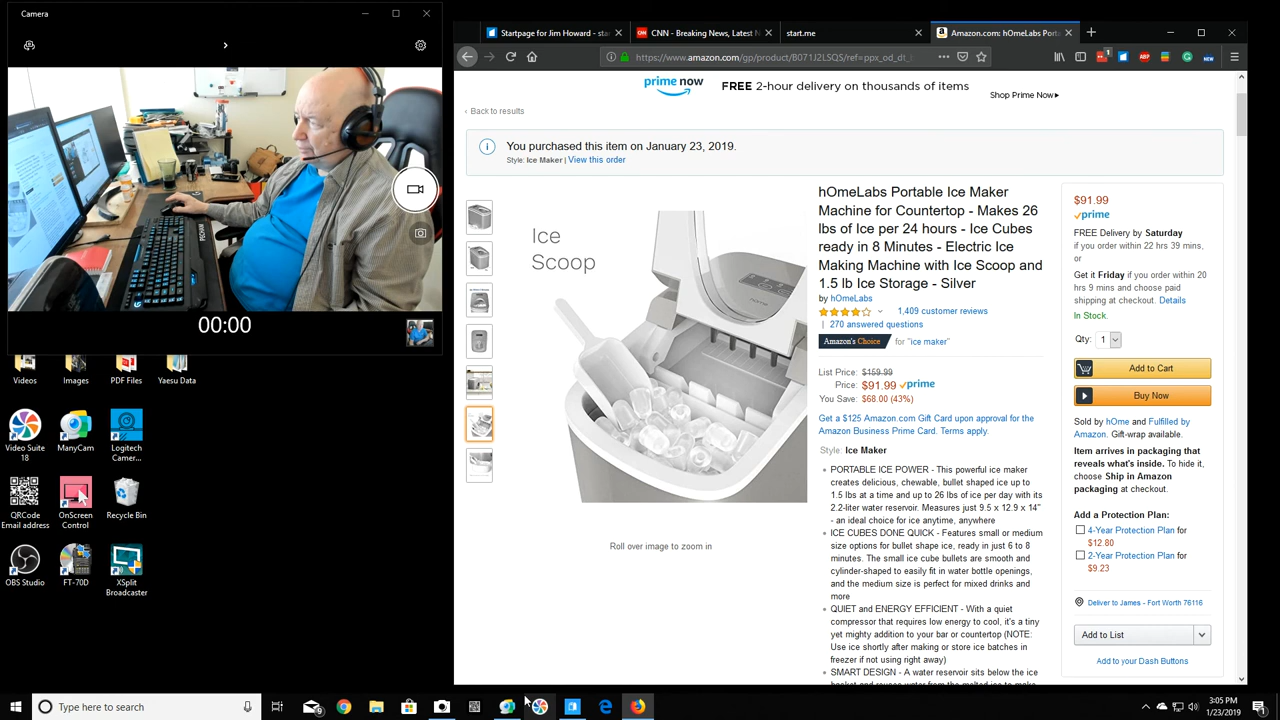 Camera
00:00
Videos
Images
PDF Files
Yaesu Data
Video Suite
18
ManyCam
Logitech
Camer...
QRCode
Email address
OnScreen
Control
Recycle Bin
OBS Studio
FT-70D
XSplit
Broadcaster
Type here to search
Startpage for Jim Howard - sta
CNN - Breaking News, Latest N
start.me
Amazon.com: hOmeLabs Port
https://www.amazon.com/gp/product/B071J2LSQS/ref=ppx_od_dt_
prime now
FREE 2-hour delivery on thousands of items
Shop Prime Now▸
‹ Back to results
You purchased this item on January 23, 2019.
Style: Ice Maker | View this order
Ice
Scoop
Roll over image to zoom in
hOmeLabs Portable Ice Maker
Machine for Countertop - Makes 26
lbs of Ice per 24 hours - Ice Cubes
ready in 8 Minutes - Electric Ice
Making Machine with Ice Scoop and
1.5 lb Ice Storage - Silver
by hOmeLabs
1,409 customer reviews
| 270 answered questions
Amazon's Choice for "ice maker"
List Price: $159.99
Price: $91.99 prime
You Save: $68.00 (43%)
Get a $125 Amazon.com Gift Card upon approval for the
Amazon Business Prime Card. Terms apply.
Style: Ice Maker
• PORTABLE ICE POWER - This powerful ice maker
creates delicious, chewable, bullet shaped ice up to
1.5 lbs at a time and up to 26 lbs of ice per day with its
2.2-liter water reservoir. Measures just 9.5 x 12.9 x 14"
- an ideal choice for ice anytime, anywhere
• ICE CUBES DONE QUICK - Features small or medium
size options for bullet shape ice, ready in just 6 to 8
minutes. The small ice cube bullets are smooth and
cylinder-shaped to easily fit in water bottle openings,
and the medium size is perfect for mixed drinks and
more
• QUIET and ENERGY EFFICIENT - With a quiet
compressor that requires low energy to cool, it's a tiny
yet mighty addition to your bar or countertop (NOTE:
Use ice shortly after making or store ice batches in
freezer if not using right away)
• SMART DESIGN - A water reservoir sits below the ice
$91.99
prime
FREE Delivery by Saturday
if you order within 22 hrs 39 mins,
or
Get it Friday if you order within 20
hrs 9 mins and choose paid
shipping at checkout. Details
In Stock.
Qty: 1
Add to Cart
Buy Now
Sold by hOme and Fulfilled by
Amazon. Gift-wrap available.
Item arrives in packaging that
reveals what's inside. To hide it,
choose Ship in Amazon
packaging at checkout.
Add a Protection Plan:
4-Year Protection Plan for
$12.80
2-Year Protection Plan for
$9.23
Deliver to James - Fort Worth 76116
Add to List
Add to your Dash Buttons
3:05 PM
1/23/2019